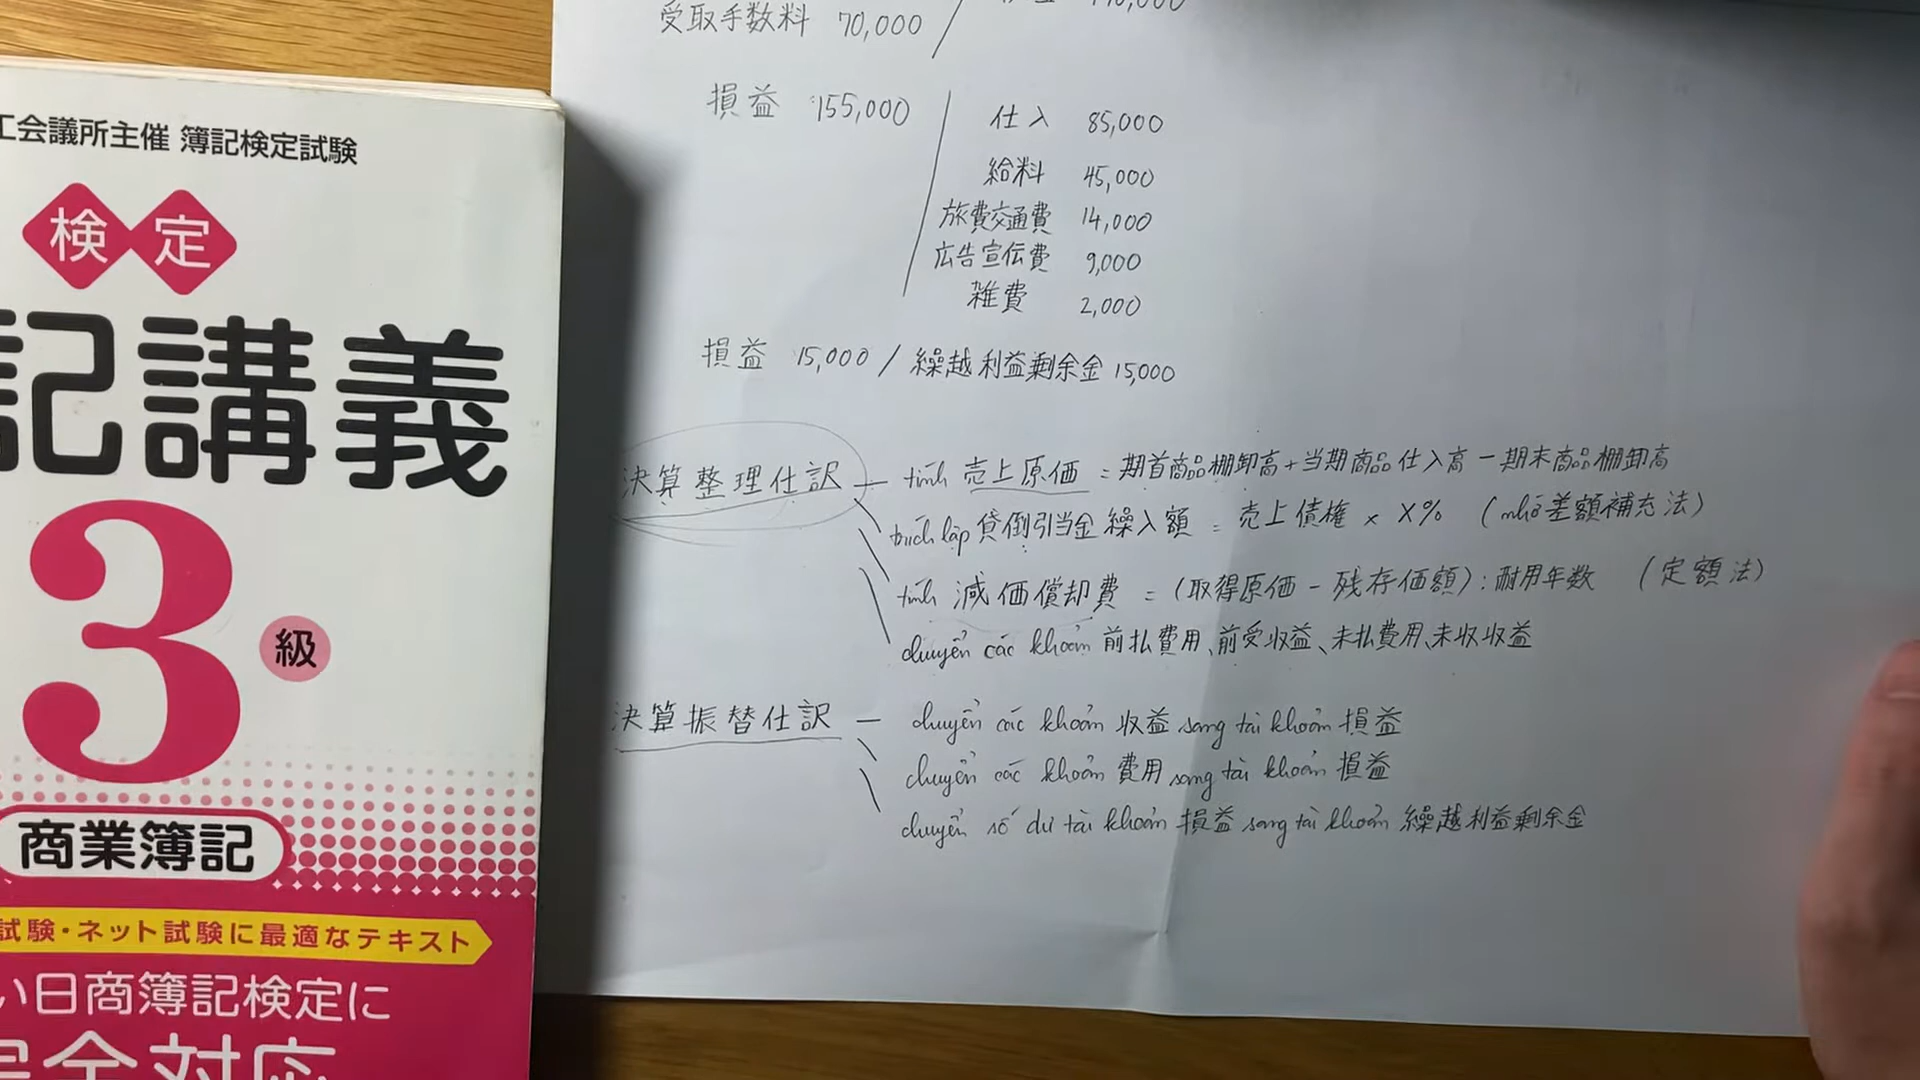 工会議所主催 簿記検定試験
検定
記講義
3級
商業簿記
試験・ネット試験に最適なテキスト
い日商簿記検定に
完全対応
受取手数料 70,000 /
損益 155,000 / 仕入 85,000
給料 45,000
旅費交通費 14,000
広告宣伝費 9,000
雑費 2,000
損益 15,000 / 繰越利益剰余金 15,000
決算整理仕訳 — tính 売上原価 = 期首商品棚卸高 + 当期商品仕入高 − 期末商品棚卸高
trích lập 貸倒引当金繰入額 = 売上債権 × X% (nhớ 差額補充法)
tính 減価償却費 = (取得原価 − 残存価額) : 耐用年数 (定額法)
chuyển các khoản 前払費用、前受収益、未払費用、未収収益
決算振替仕訳 — chuyển các khoản 収益 sang tài khoản 損益
chuyển các khoản 費用 sang tài khoản 損益
chuyển số dư tài khoản 損益 sang tài khoản 繰越利益剰余金